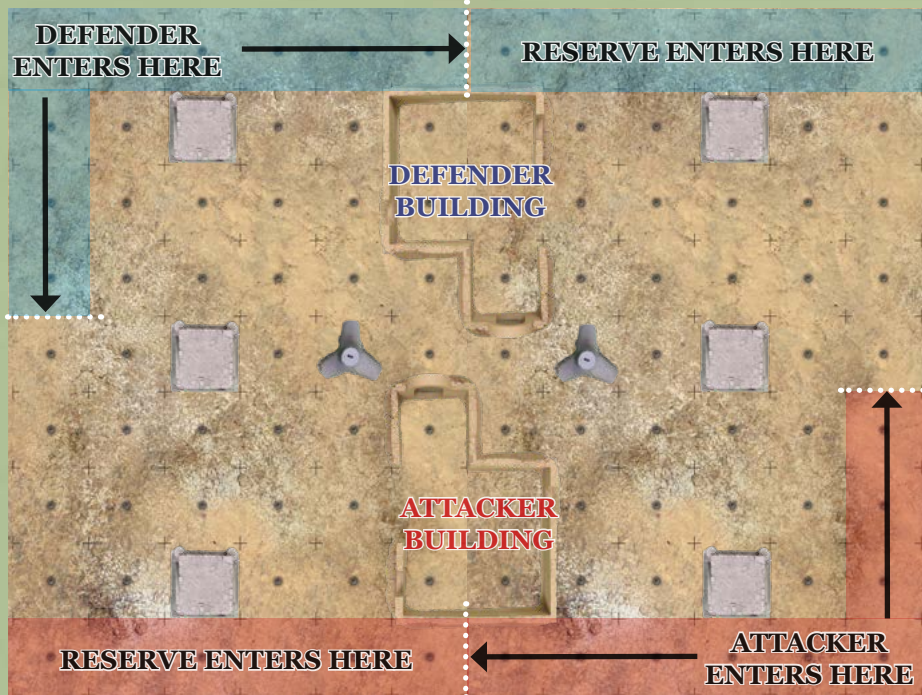 DEFENDER
ENTERS HERE
RESERVE ENTERS HERE
DEFENDER
BUILDING
ATTACKER
BUILDING
RESERVE ENTERS HERE
ATTACKER
ENTERS HERE